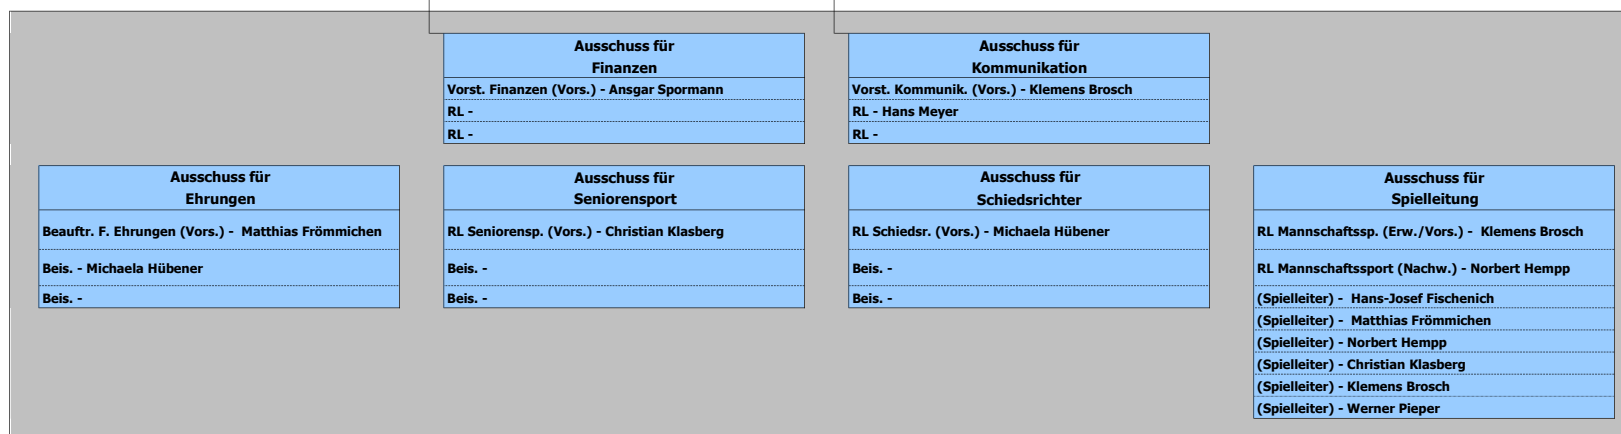 Ausschuss für
Finanzen
Vorst. Finanzen (Vors.) - Ansgar Spormann
RL -
RL -
Ausschuss für
Kommunikation
Vorst. Kommunik. (Vors.) - Klemens Brosch
RL - Hans Meyer
RL -
Ausschuss für
Ehrungen
Beauftr. F. Ehrungen (Vors.) -  Matthias Frömmichen
Beis. - Michaela Hübener
Beis. -
Ausschuss für
Seniorensport
RL Seniorensp. (Vors.) - Christian Klasberg
Beis. -
Beis. -
Ausschuss für
Schiedsrichter
RL Schiedsr. (Vors.) - Michaela Hübener
Beis. -
Beis. -
Ausschuss für
Spielleitung
RL Mannschaftssp. (Erw./Vors.) -  Klemens Brosch
RL Mannschaftssport (Nachw.) - Norbert Hempp
(Spielleiter) -  Hans-Josef Fischenich
(Spielleiter) -  Matthias Frömmichen
(Spielleiter) - Norbert Hempp
(Spielleiter) - Christian Klasberg
(Spielleiter) - Klemens Brosch
(Spielleiter) - Werner Pieper